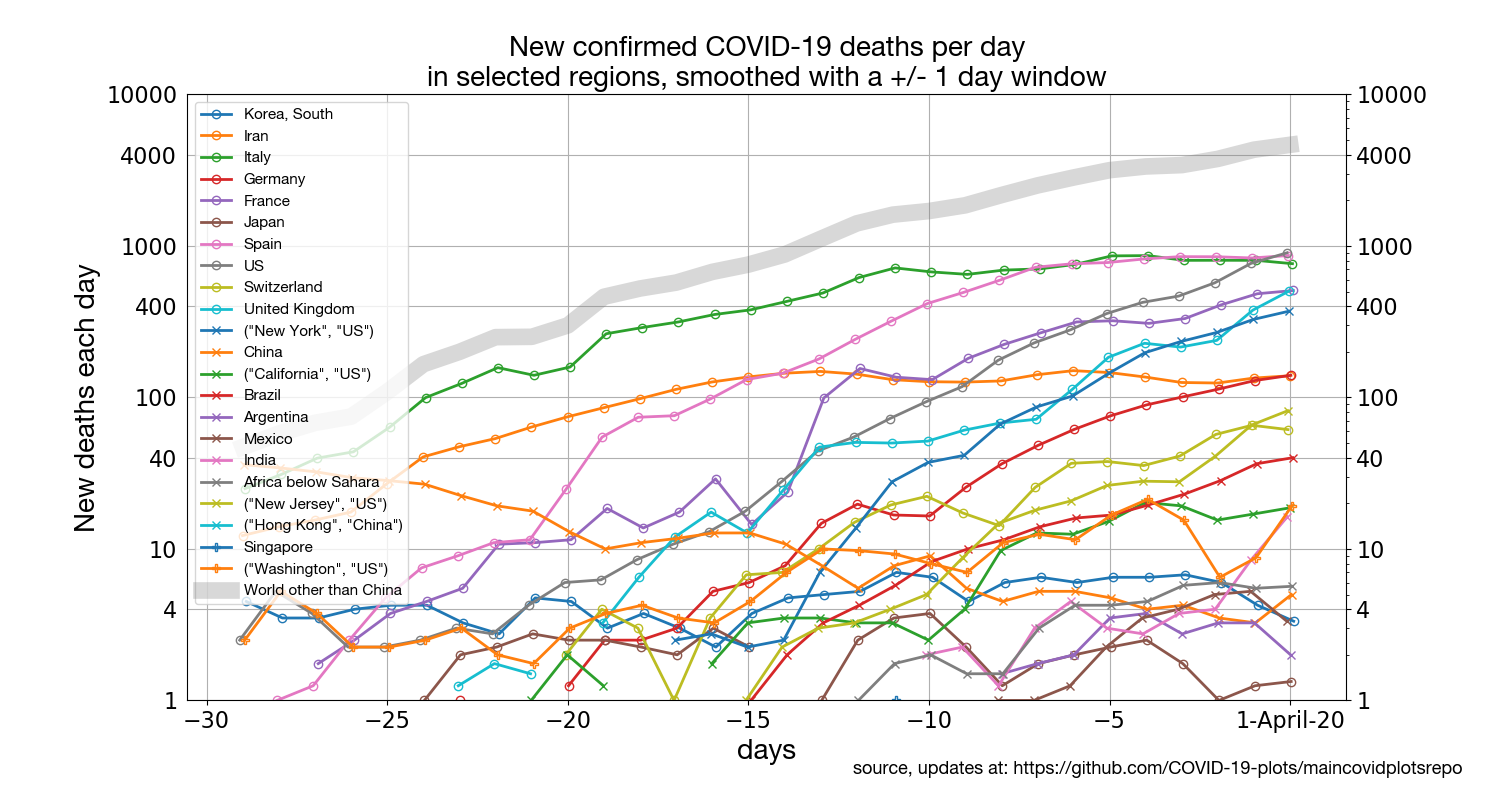 New confirmed COVID-19 deaths per day
in selected regions, smoothed with a +/- 1 day window
New deaths each day
10000
4000
1000
400
100
40
10
4
1
Korea, South
Iran
Italy
Germany
France
Japan
Spain
US
Switzerland
United Kingdom
("New York", "US")
China
("California", "US")
Brazil
Argentina
Mexico
India
Africa below Sahara
("New Jersey", "US")
("Hong Kong", "China")
Singapore
("Washington", "US")
World other than China
10000
4000
1000
400
100
40
10
4
1
−30 −25 −20 −15 −10 −5 1-April-20
days
source, updates at: https://github.com/COVID-19-plots/maincovidplotsrepo